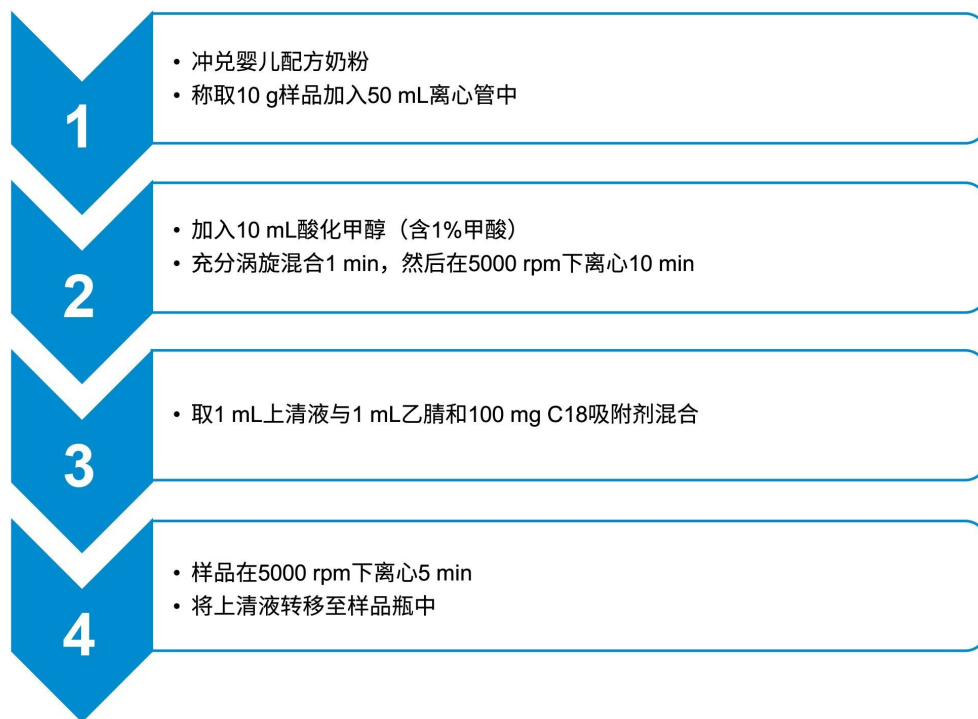 1
• 冲兑婴儿配方奶粉
• 称取10 g样品加入50 mL离心管中
2
• 加入10 mL酸化甲醇（含1%甲酸）
• 充分涡旋混合1 min，然后在5000 rpm下离心10 min
3
• 取1 mL上清液与1 mL乙腈和100 mg C18吸附剂混合
4
• 样品在5000 rpm下离心5 min
• 将上清液转移至样品瓶中